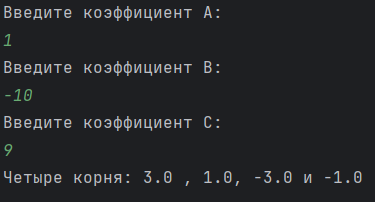 Введите коэффициент A:
1
Введите коэффициент B:
-10
Введите коэффициент C:
9
Четыре корня: 3.0 , 1.0, -3.0 и -1.0